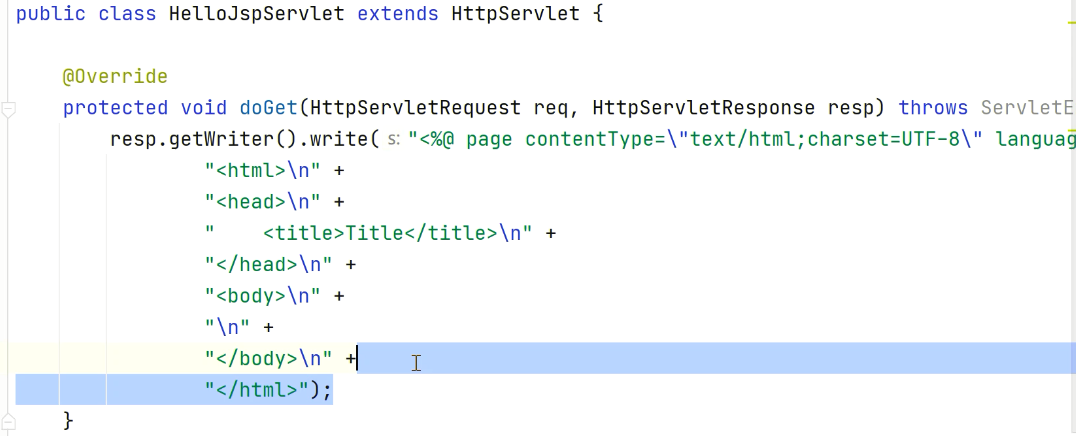 public class HelloJspServlet extends HttpServlet {
@Override
protected void doGet(HttpServletRequest req, HttpServletResponse resp) throws ServletE
resp.getWriter().write( s: "<%@ page contentType=\"text/html;charset=UTF-8\" languag
"<html>\n" +
"<head>\n" +
"    <title>Title</title>\n" +
"</head>\n" +
"<body>\n" +
"\n" +
"</body>\n" +
"</html>");
}